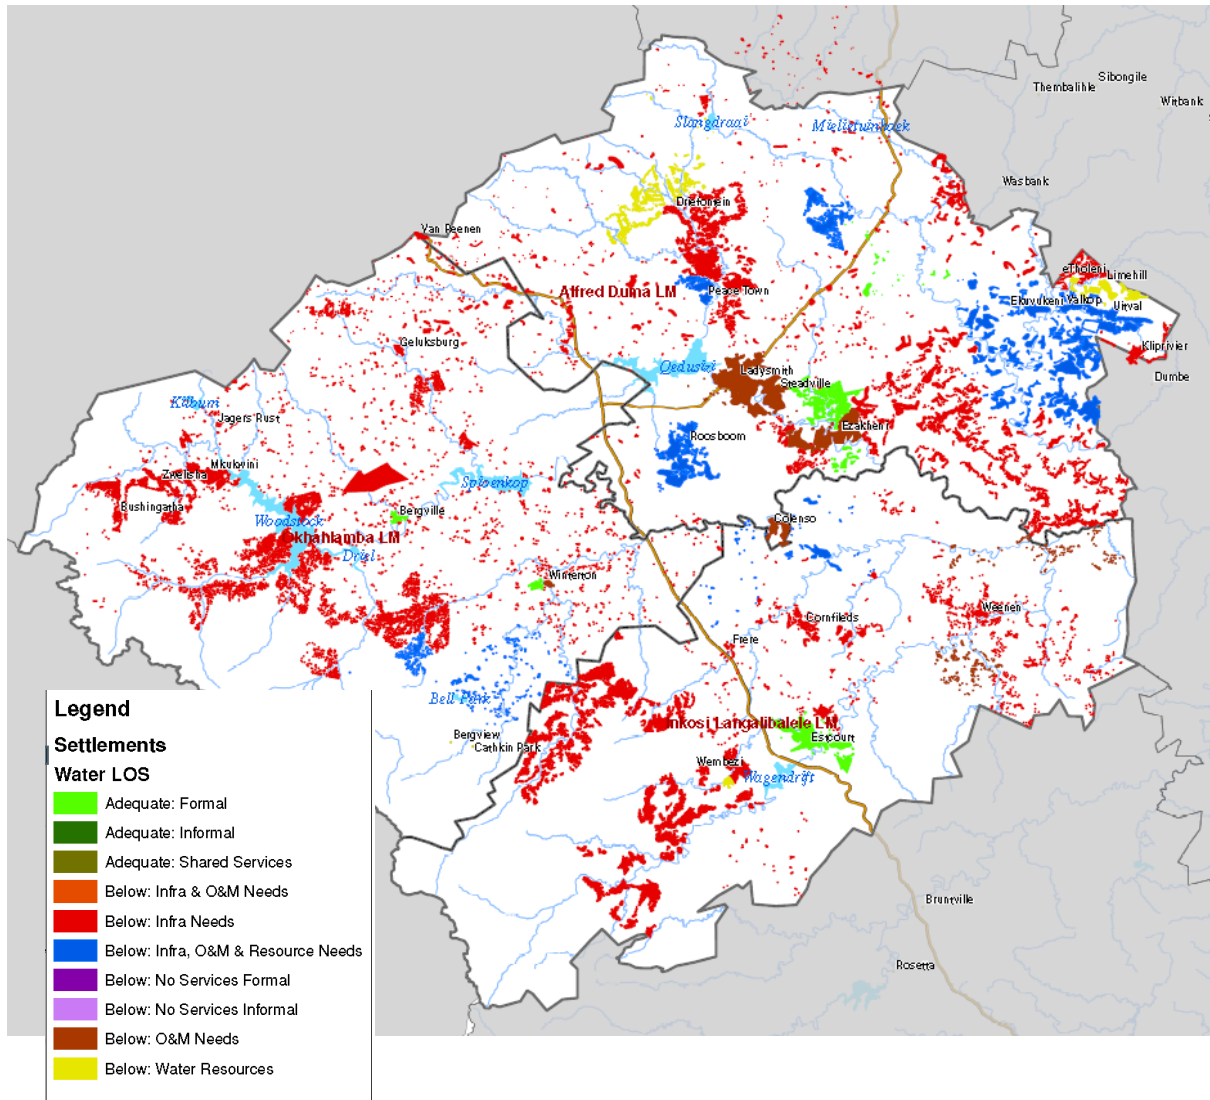 Sibongile
Thembalihle
Witbank
Slangdraai
Mielietuinhoek
Wasbank
Driefontein
Van Reenen
eTholeni
Limehill
Peace Town
Alfred Duma LM
Ekuvukeni
Valkop
Uitval
Geluksburg
Kliprivier
Qedusizi
Ladysmith
Dumbe
Steadville
Kilburn
Jagers Rust
Ezakheni
Roosboom
Mkukwini
Zwelisha
Spioenkop
Bushingatha
Bergville
Woodstock
Colenso
Okhahlamba LM
Driel
Winterton
Weenen
Cornfileds
Frere
Bell Park
Inkosi Langalibalele LM
Bergview
Estcourt
Cathkin Park
Wembezi
Wagendrift
Bruntville
Rosetta
Legend
Settlements
Water LOS
Adequate: Formal
Adequate: Informal
Adequate: Shared Services
Below: Infra & O&M Needs
Below: Infra Needs
Below: Infra, O&M & Resource Needs
Below: No Services Formal
Below: No Services Informal
Below: O&M Needs
Below: Water Resources